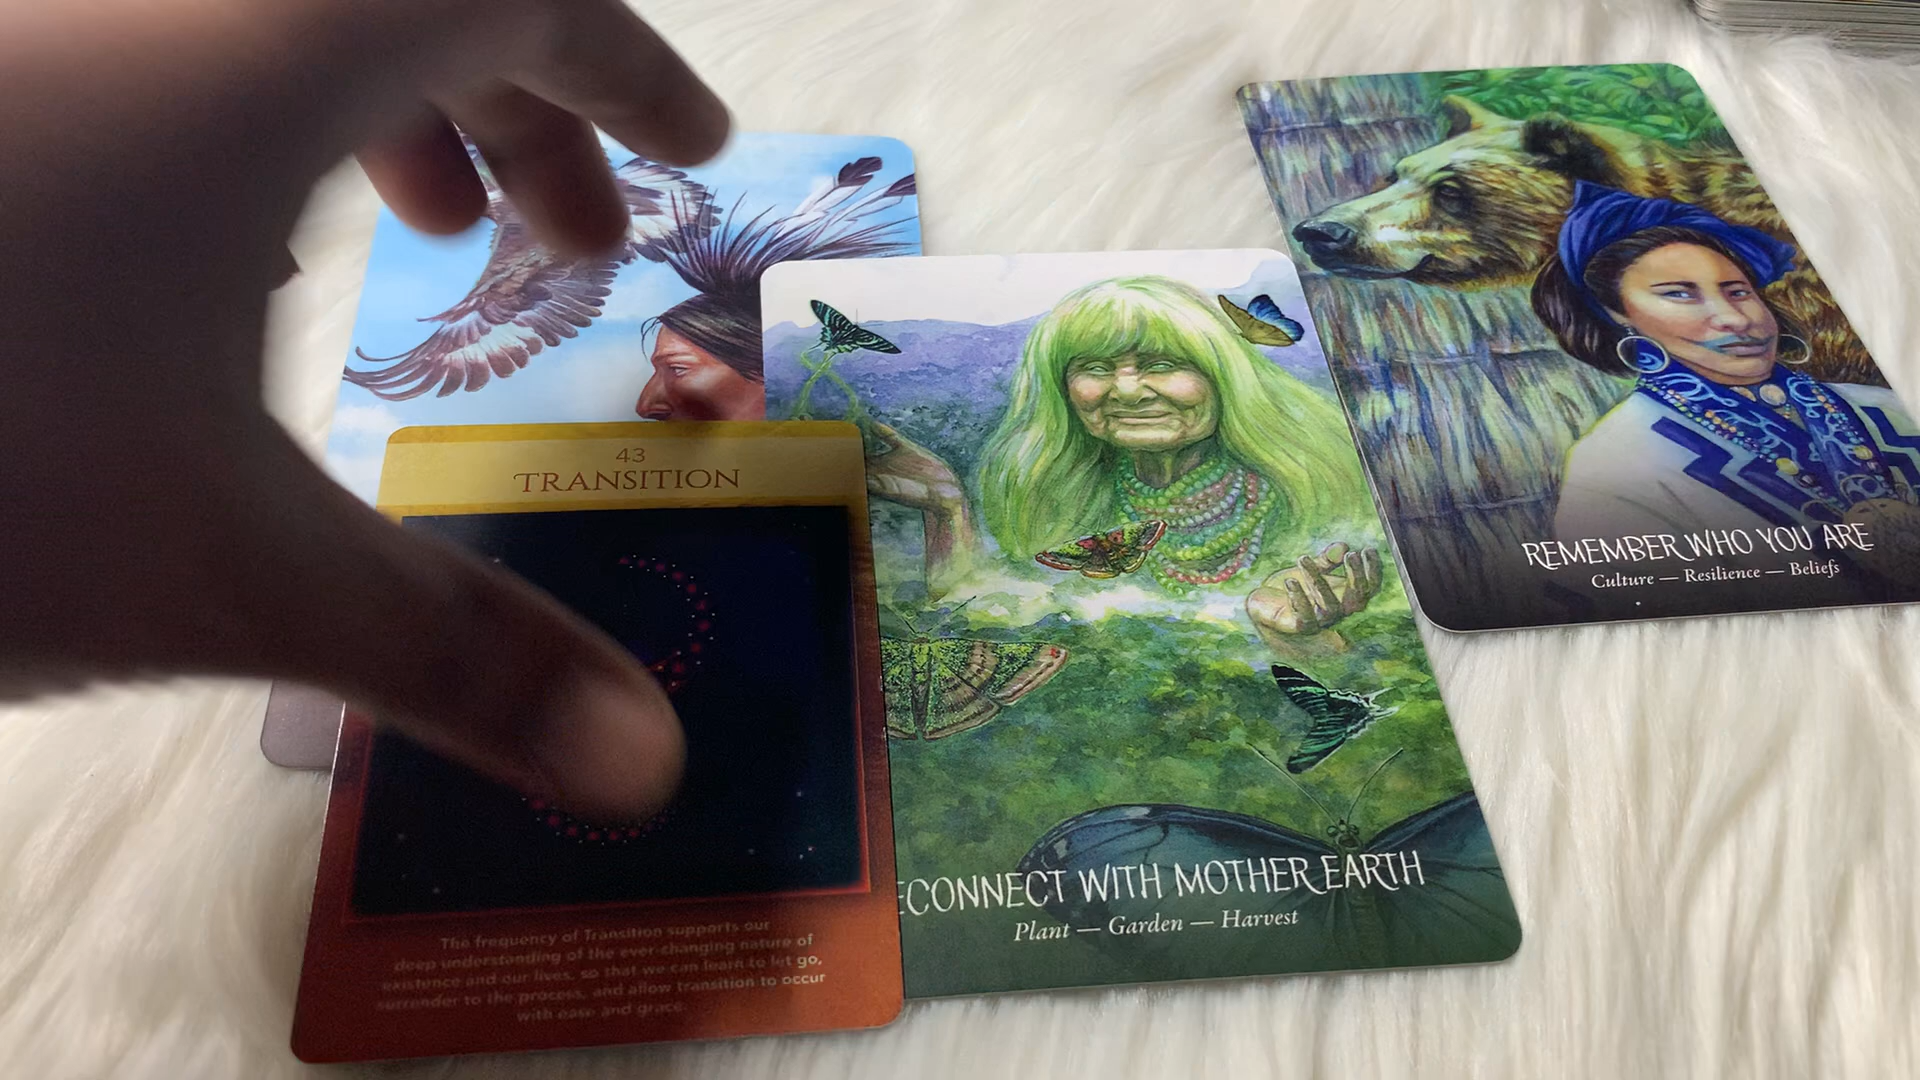 43
TRANSITION
The frequency of Transition supports our
deep understanding of the ever-changing nature of
existence and our lives, so that we can learn to let go,
surrender to the process, and allow transition to occur
with ease and grace.
ECONNECT WITH MOTHER EARTH
Plant — Garden — Harvest
REMEMBER WHO YOU ARE
Culture — Resilience — Beliefs